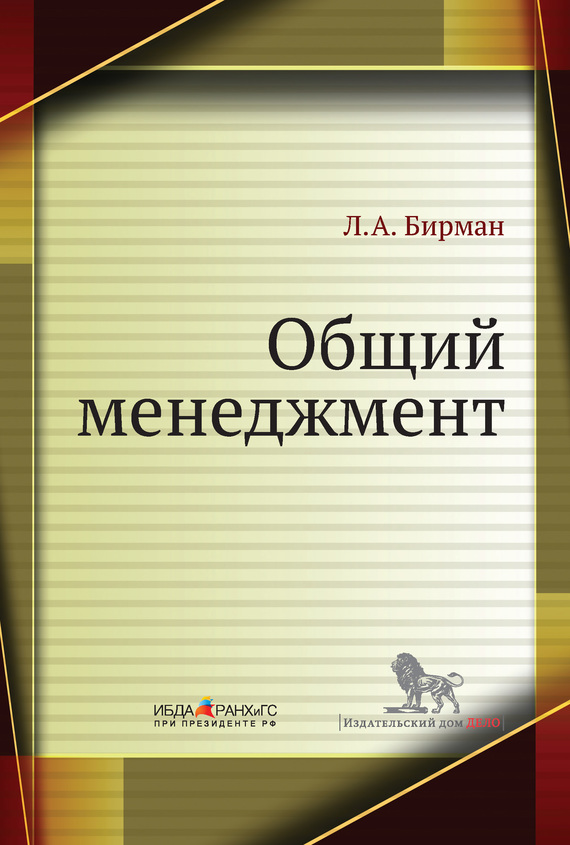 Л.А. Бирман
Общий
менеджмент
ИБДА РАНХиГС
ПРИ ПРЕЗИДЕНТЕ РФ
Издательский дом ДЕЛО